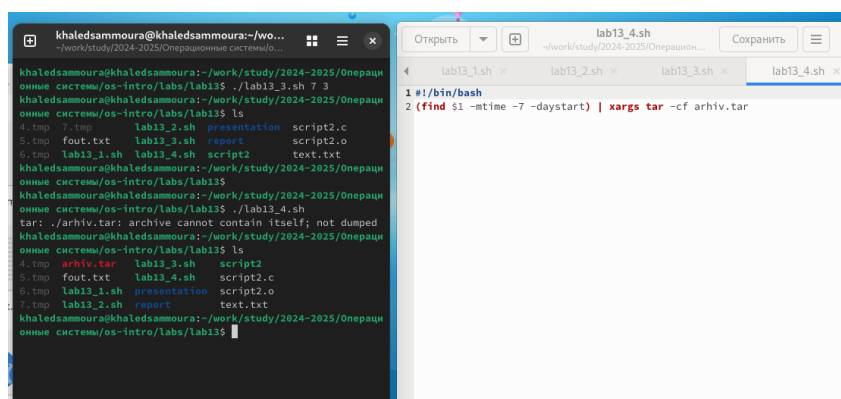 khaledsammoura@khaledsammoura:~/wo...
~/work/study/2024-2025/Операционные системы/o...
khaledsammoura@khaledsammoura:~/work/study/2024-2025/Операци
онные системы/os-intro/labs/lab13$ ./lab13_3.sh 7 3
khaledsammoura@khaledsammoura:~/work/study/2024-2025/Операци
онные системы/os-intro/labs/lab13$ ls
4.tmp 7.tmp lab13_2.sh presentation script2.c
5.tmp fout.txt lab13_3.sh report script2.o
6.tmp lab13_1.sh lab13_4.sh script2 text.txt
khaledsammoura@khaledsammoura:~/work/study/2024-2025/Операци
онные системы/os-intro/labs/lab13$
khaledsammoura@khaledsammoura:~/work/study/2024-2025/Операци
онные системы/os-intro/labs/lab13$ ./lab13_4.sh
tar: ./arhiv.tar: archive cannot contain itself; not dumped
khaledsammoura@khaledsammoura:~/work/study/2024-2025/Операци
онные системы/os-intro/labs/lab13$ ls
4.tmp arhiv.tar lab13_3.sh script2
5.tmp fout.txt lab13_4.sh script2.c
6.tmp lab13_1.sh presentation script2.o
7.tmp lab13_2.sh report text.txt
khaledsammoura@khaledsammoura:~/work/study/2024-2025/Операци
онные системы/os-intro/labs/lab13$
Открыть
lab13_4.sh
~/work/study/2024-2025/Операцион...
Сохранить
lab13_1.sh × lab13_2.sh × lab13_3.sh × lab13_4.sh ×
1 #!/bin/bash
2 (find $1 -mtime -7 -daystart) | xargs tar -cf arhiv.tar